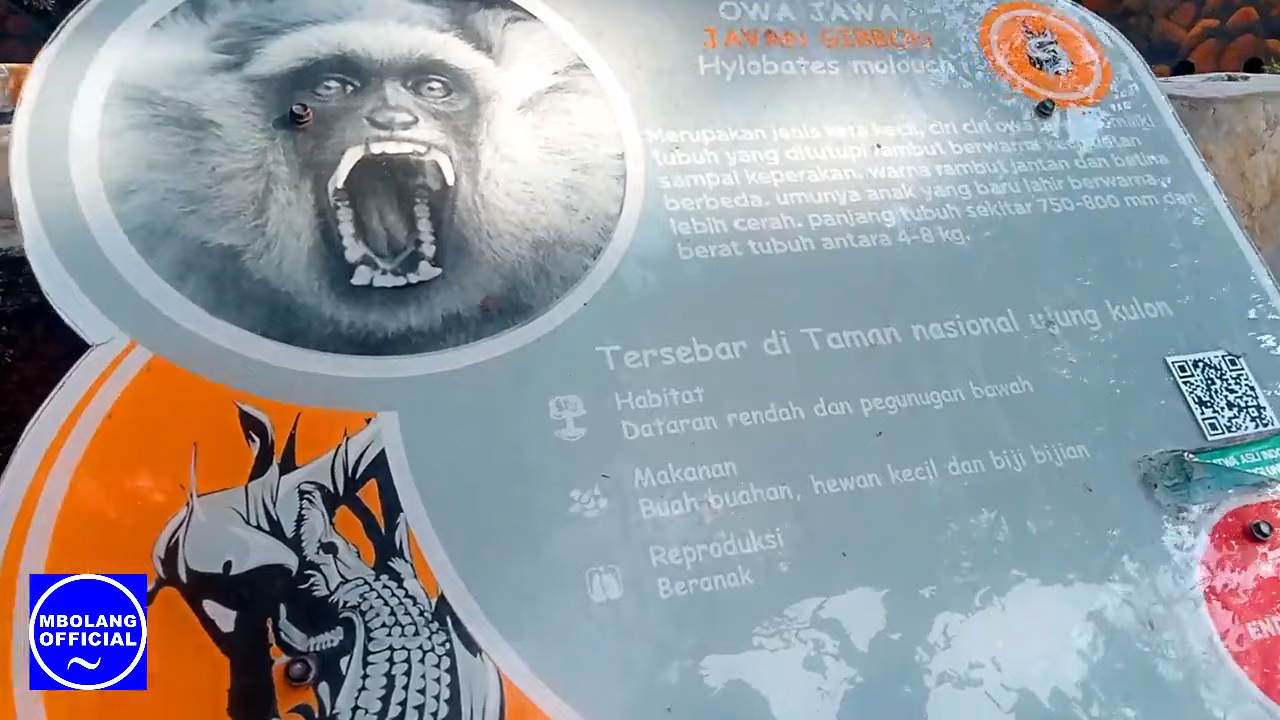 OWA JAWA
JAVAN GIBBON
Hylobates moloch
Merupakan jenis kera kecil, ciri ciri owa
tubuh yang ditutupi rambut berwarna
sampai keperakan. warna rambut jantan dan betina
berbeda. umunya anak yang baru lahir berwarna
lebih cerah. panjang tubuh sekitar 750-800 mm dan
berat tubuh antara 4-8 kg.
Tersebar di Taman nasional ujung kulon
Habitat
Dataran rendah dan pegunugan bawah
Makanan
Buah-buahan, hewan kecil dan biji bijian
Reproduksi
Beranak
MBOLANG
OFFICIAL